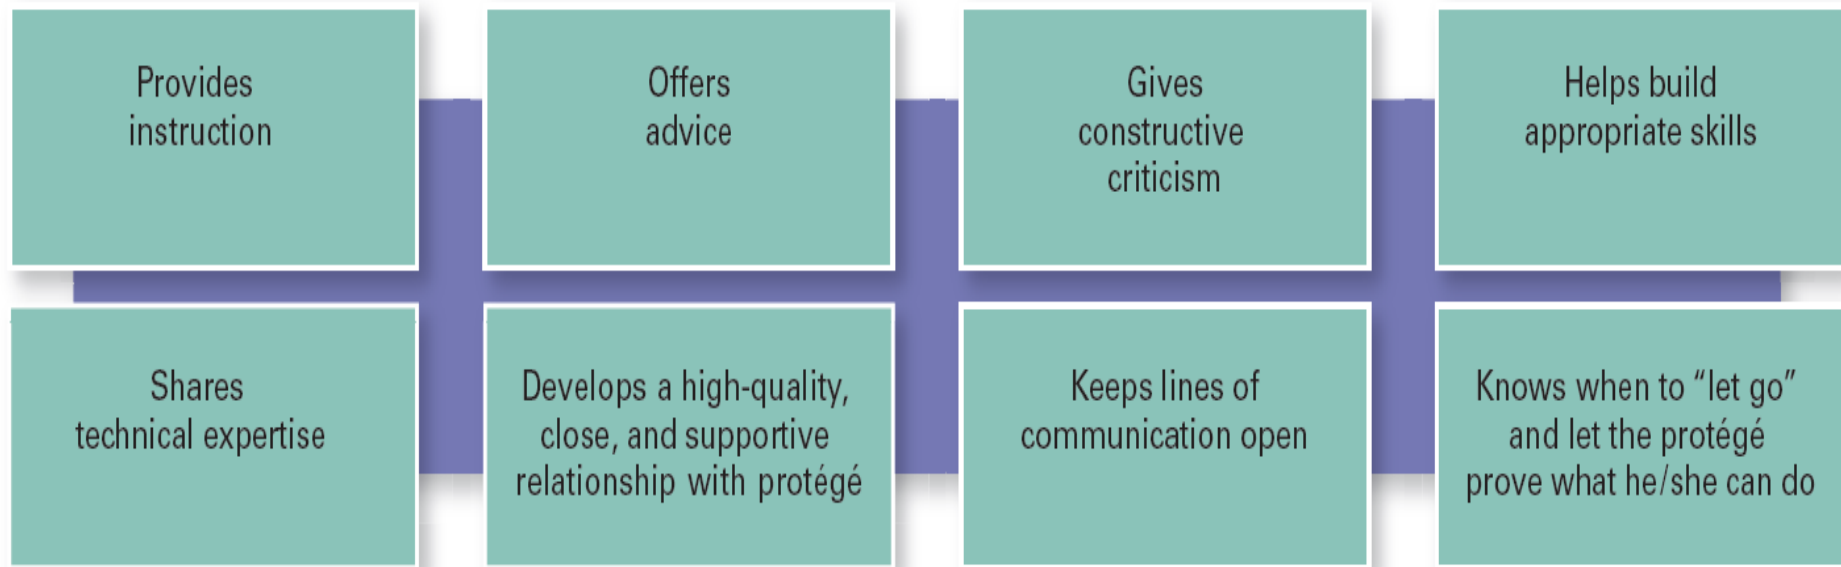 Provides
instruction
Offers
advice
Gives
constructive
criticism
Helps build
appropriate skills
Shares
technical expertise
Develops a high-quality,
close, and supportive
relationship with protégé
Keeps lines of
communication open
Knows when to “let go”
and let the protégé
prove what he/she can do